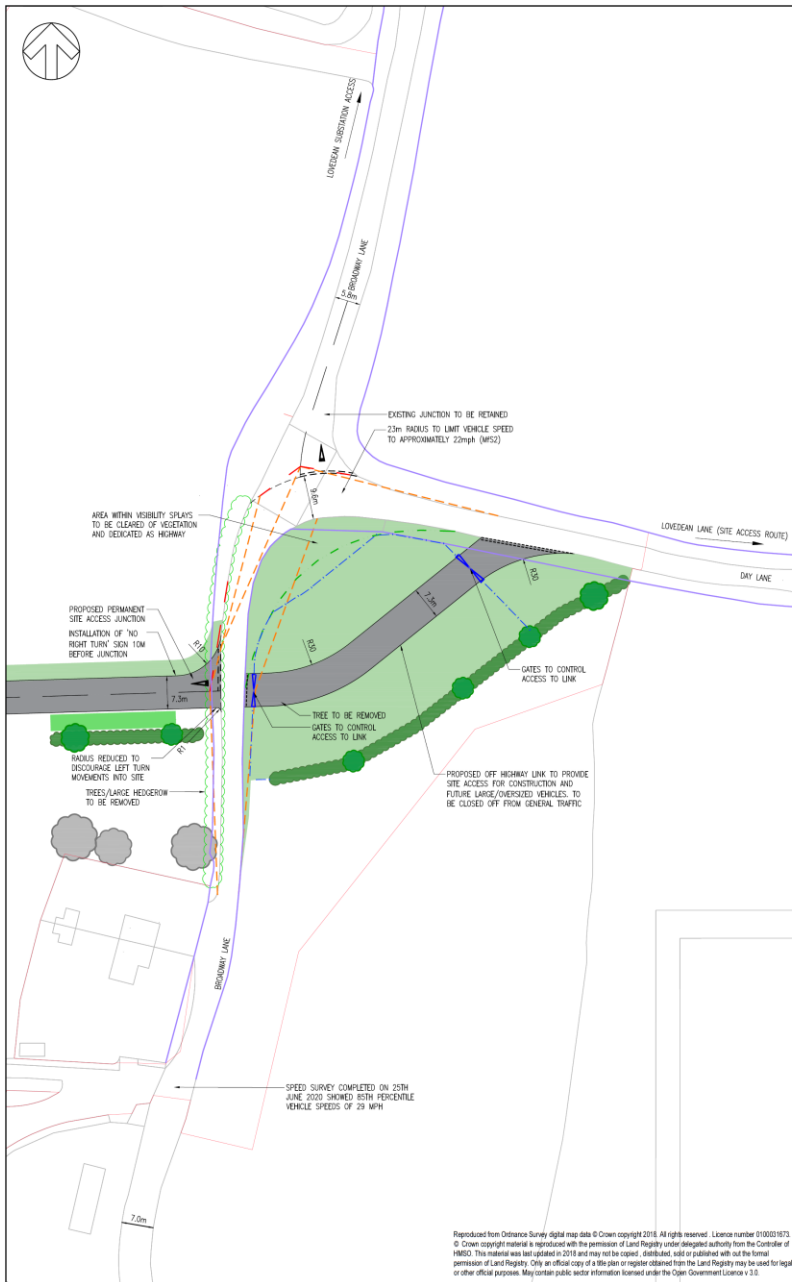 LOVEDEAN SUBSTATION ACCESS
BROADWAY LANE
5.8m
EXISTING JUNCTION TO BE RETAINED
23m RADIUS TO LIMIT VEHICLE SPEED
TO APPROXIMATELY 22mph (MfS2)
9.6m
AREA WITHIN VISIBILITY SPLAYS
TO BE CLEARED OF VEGETATION
AND DEDICATED AS HIGHWAY
LOVEDEAN LANE (SITE ACCESS ROUTE)
DAY LANE
R30
7.3m
PROPOSED PERMANENT
SITE ACCESS JUNCTION
INSTALLATION OF 'NO
RIGHT TURN' SIGN 10M
BEFORE JUNCTION
R10
R30
7.3m
GATES TO CONTROL
ACCESS TO LINK
TREE TO BE REMOVED
GATES TO CONTROL
ACCESS TO LINK
R1
RADIUS REDUCED TO
DISCOURAGE LEFT TURN
MOVEMENTS INTO SITE
TREES/LARGE HEDGEROW
TO BE REMOVED
PROPOSED OFF HIGHWAY LINK TO PROVIDE
SITE ACCESS FOR CONSTRUCTION AND
FUTURE LARGE/OVERSIZED VEHICLES. TO
BE CLOSED OFF FROM GENERAL TRAFFIC
BROADWAY LANE
SPEED SURVEY COMPLETED ON 25TH
JUNE 2020 SHOWED 85TH PERCENTILE
VEHICLE SPEEDS OF 29 MPH
7.0m
Reproduced from Ordnance Survey digital map data © Crown copyright 2018. All rights reserved. Licence number 0100031673.
© Crown copyright material is reproduced with the permission of Land Registry under delegated authority from the Controller of
HMSO. This material was last updated in 2018 and may not be copied, distributed, sold or published with out the formal
permission of Land Registry. Only an official copy of a title plan or register obtained from the Land Registry may be used for legal
or other official purposes. May contain public sector information licensed under the Open Government Licence v 3.0.